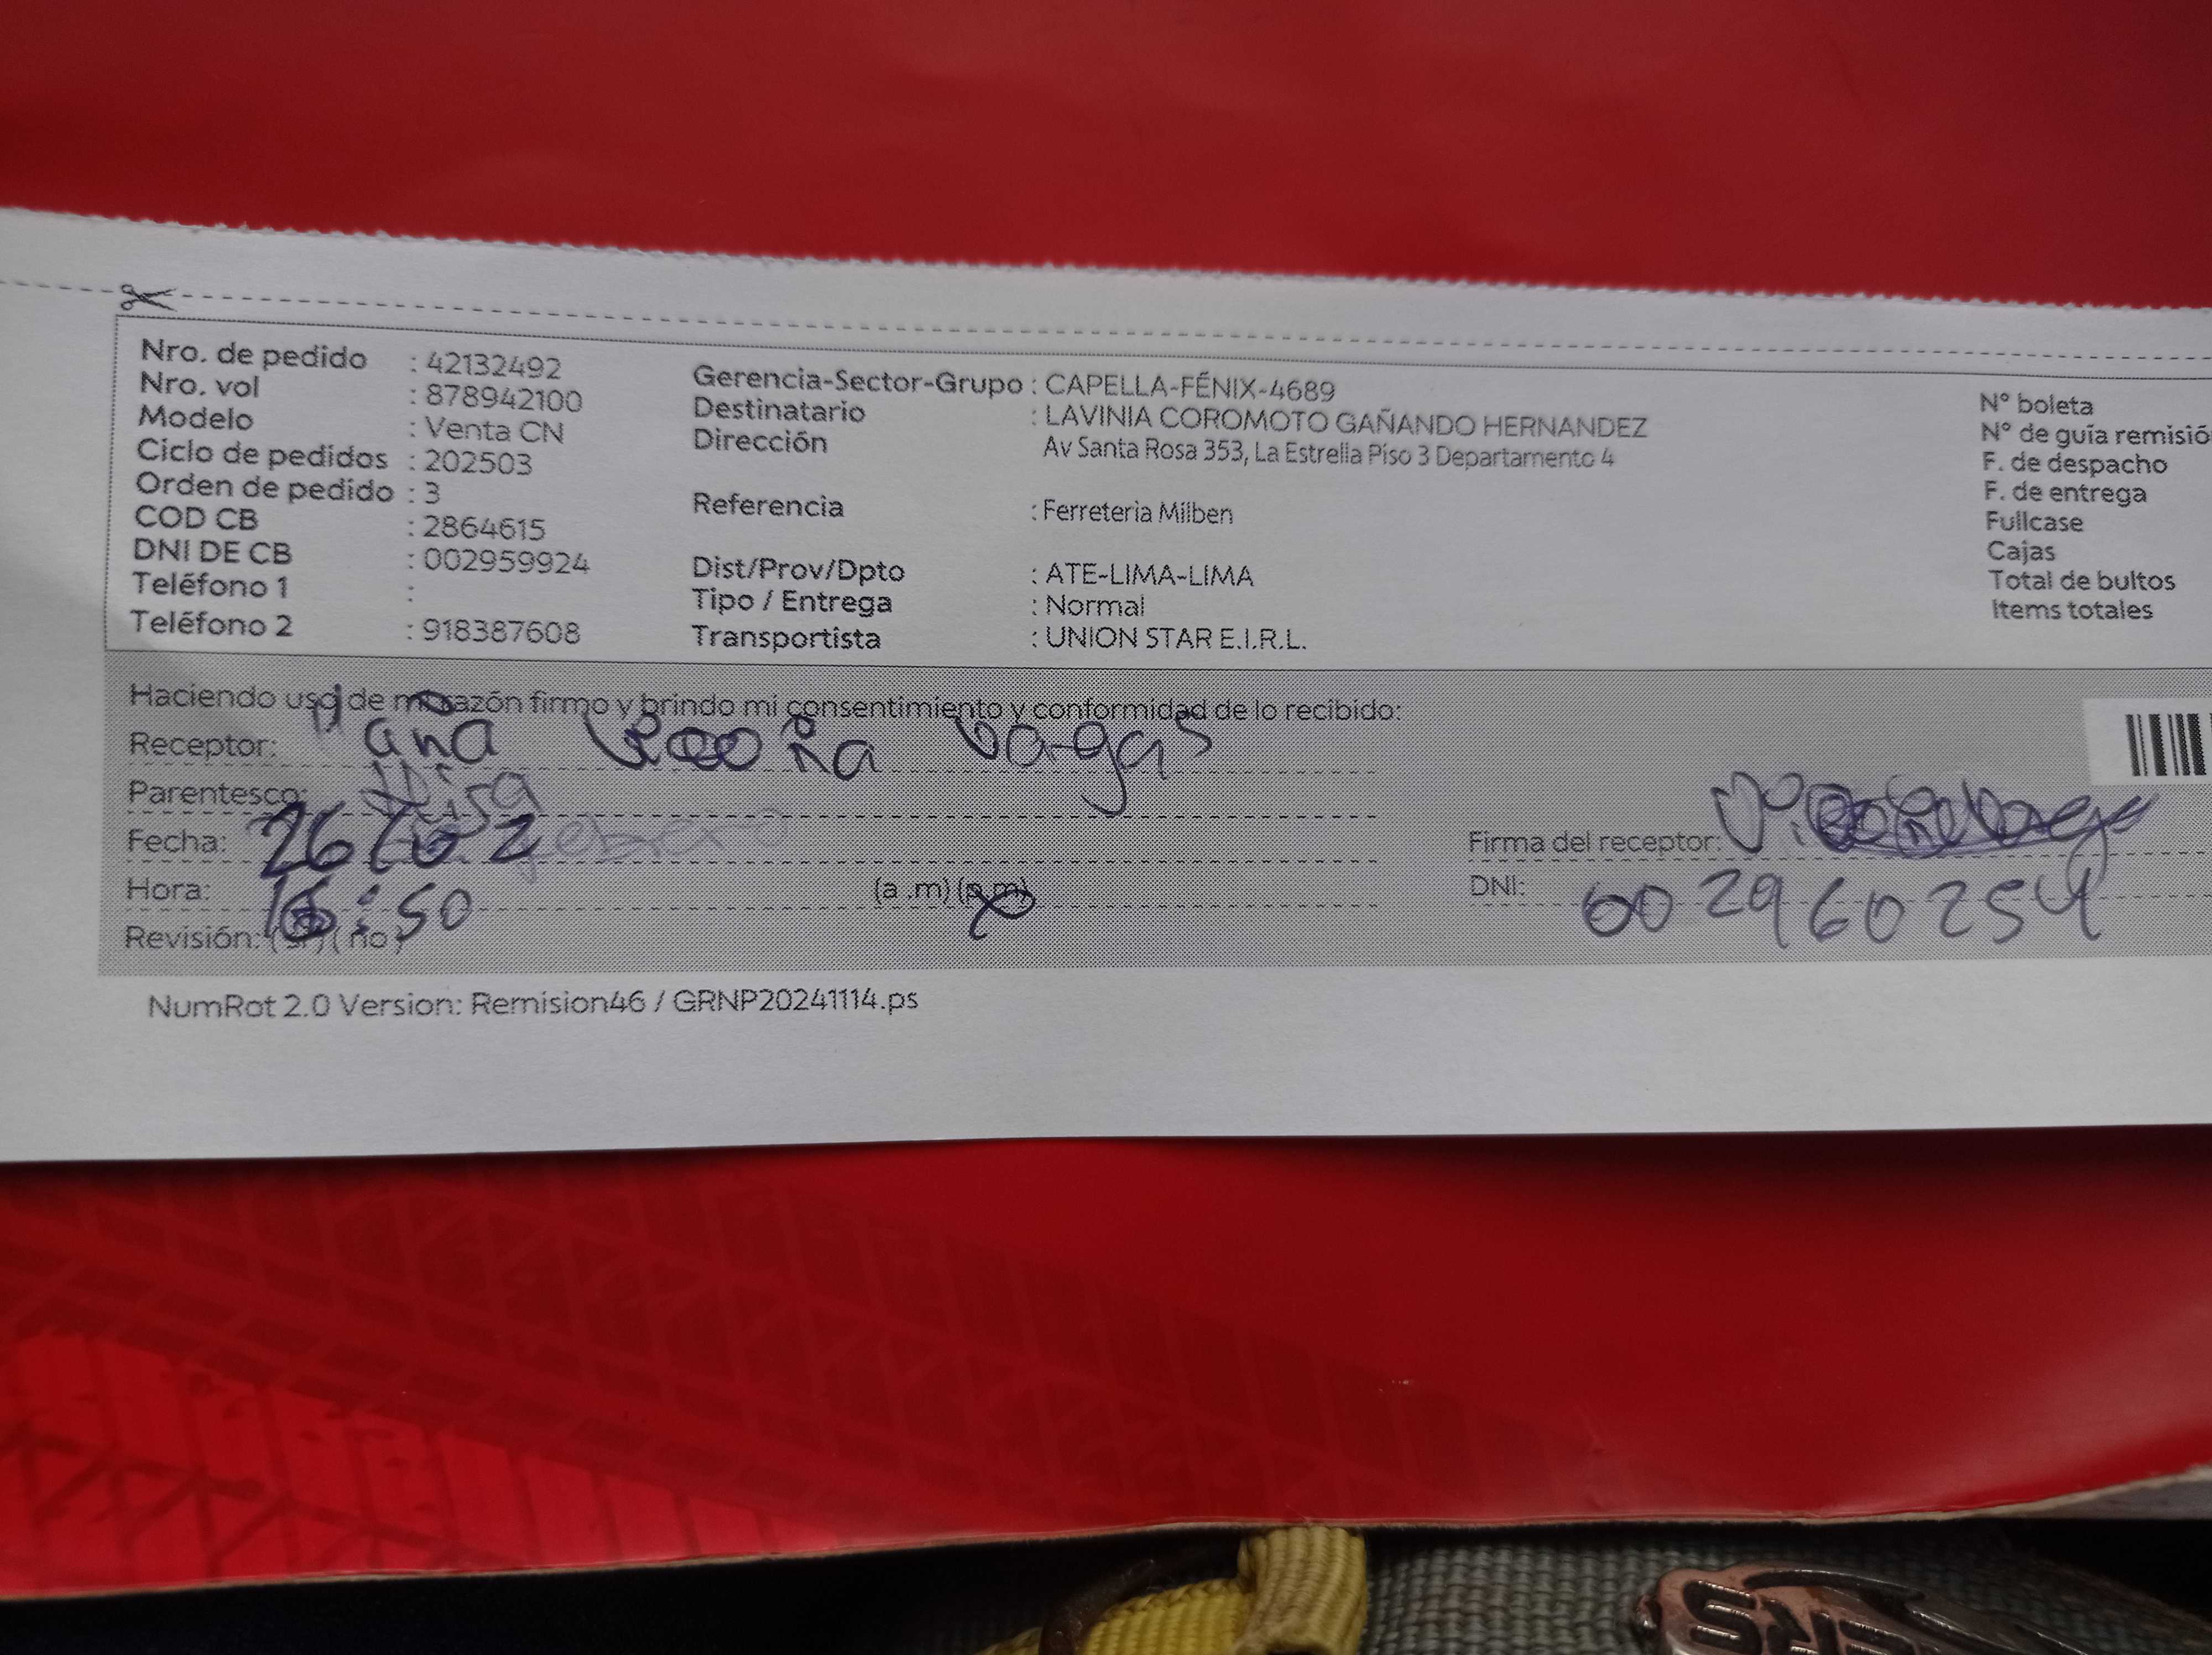 Nro. de pedido : 42132492
Nro. vol : 878942100
Modelo : Venta CN
Ciclo de pedidos : 202503
Orden de pedido : 3
COD CB : 2864615
DNI DE CB : 002959924
Teléfono 1 :
Teléfono 2 : 918387608
Gerencia-Sector-Grupo : CAPELLA-FÉNIX-4689
Destinatario : LAVINIA COROMOTO GAÑANDO HERNANDEZ
Dirección Av Santa Rosa 353, La Estrella Piso 3 Departamento 4
Referencia : Ferreteria Milben
Dist/Prov/Dpto : ATE-LIMA-LIMA
Tipo / Entrega : Normal
Transportista : UNION STAR E.I.R.L.
N° boleta
N° de guía remisió
F. de despacho
F. de entrega
Fullcase
Cajas
Total de bultos
Items totales
Haciendo uso de mi razón firmo y brindo mi consentimiento y conformidad de lo recibido:
Receptor:
Parentesco:
Fecha: 26/02 febrero
Hora: 16:50 (a .m) (p.m)
Revisión: (si) ( no )
Firma del receptor:
DNI: 002960254
NumRot 2.0 Version: Remision46 / GRNP20241114.ps